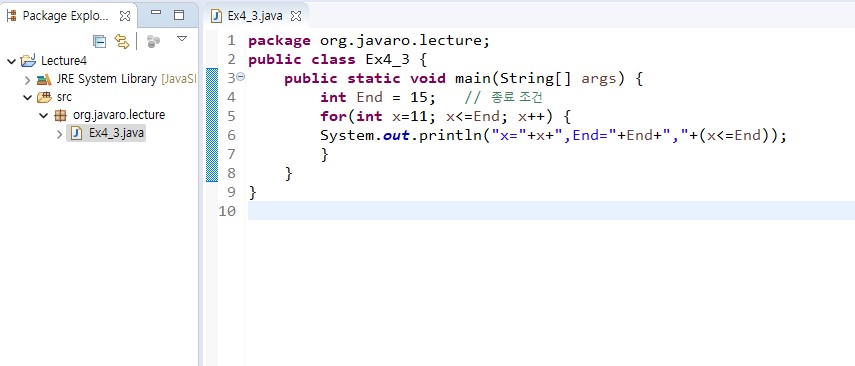 Package Explo...
Lecture4
JRE System Library [JavaSI
src
org.javaro.lecture
Ex4_3.java
Ex4_3.java
1 package org.javaro.lecture;
2 public class Ex4_3 {
3 public static void main(String[] args) {
4 int End = 15; // 종료 조건
5 for(int x=11; x<=End; x++) {
6 System.out.println("x="+x+",End="+End+","+(x<=End));
7 }
8 }
9 }
10